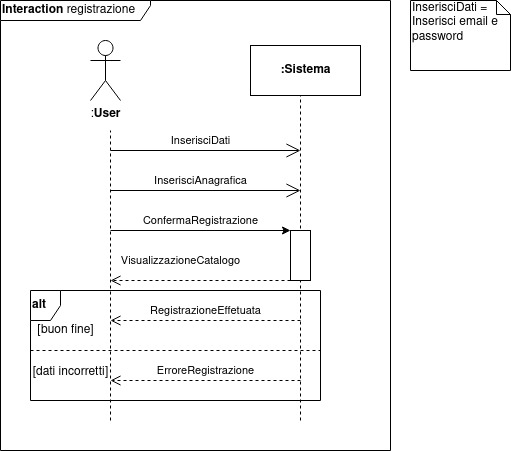 Interaction registrazione
InserisciDati =
Inserisci email e
password
:User
:Sistema
InserisciDati
InserisciAnagrafica
ConfermaRegistrazione
VisualizzazioneCatalogo
alt
RegistrazioneEffetuata
[buon fine]
[dati incorretti]
ErroreRegistrazione